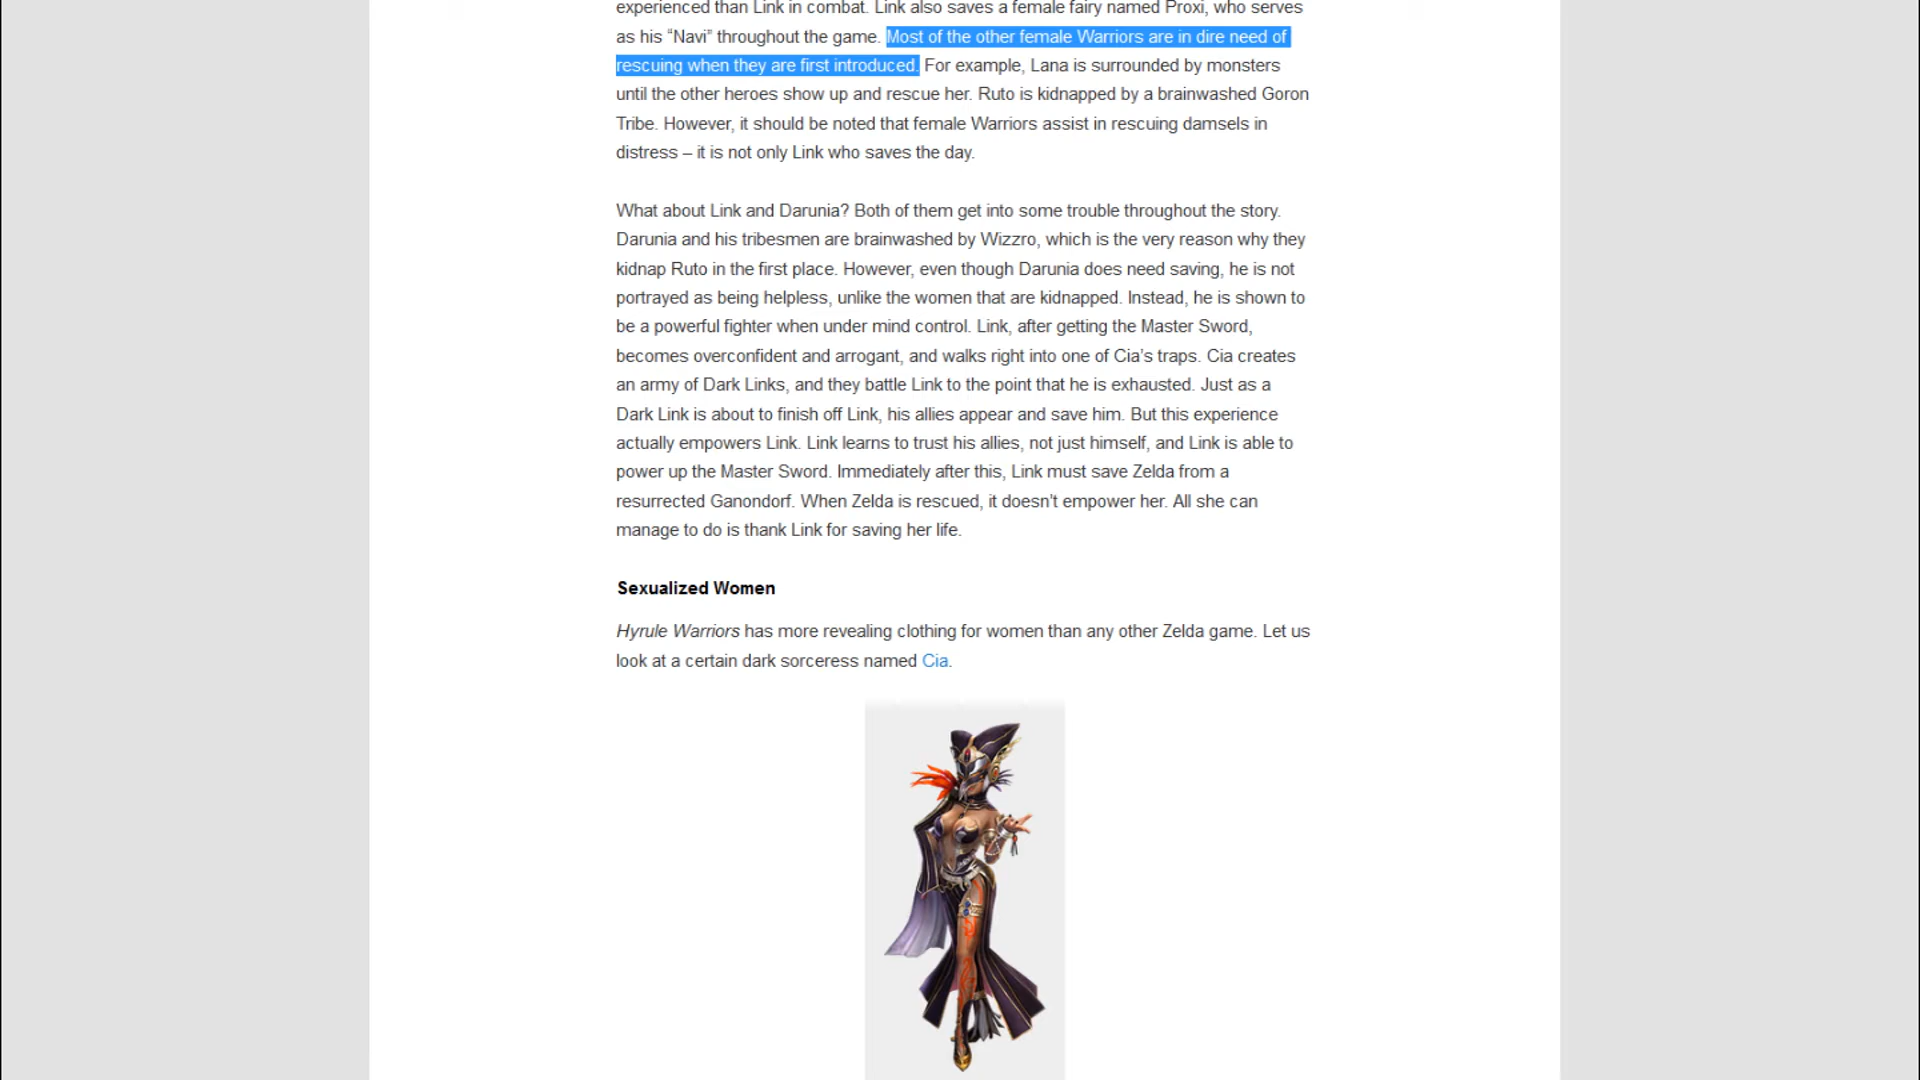 experienced than Link in combat. Link also saves a female fairy named Proxi, who serves
as his “Navi” throughout the game. Most of the other female Warriors are in dire need of
rescuing when they are first introduced. For example, Lana is surrounded by monsters
until the other heroes show up and rescue her. Ruto is kidnapped by a brainwashed Goron
Tribe. However, it should be noted that female Warriors assist in rescuing damsels in
distress – it is not only Link who saves the day.
What about Link and Darunia? Both of them get into some trouble throughout the story.
Darunia and his tribesmen are brainwashed by Wizzro, which is the very reason why they
kidnap Ruto in the first place. However, even though Darunia does need saving, he is not
portrayed as being helpless, unlike the women that are kidnapped. Instead, he is shown to
be a powerful fighter when under mind control. Link, after getting the Master Sword,
becomes overconfident and arrogant, and walks right into one of Cia’s traps. Cia creates
an army of Dark Links, and they battle Link to the point that he is exhausted. Just as a
Dark Link is about to finish off Link, his allies appear and save him. But this experience
actually empowers Link. Link learns to trust his allies, not just himself, and Link is able to
power up the Master Sword. Immediately after this, Link must save Zelda from a
resurrected Ganondorf. When Zelda is rescued, it doesn’t empower her. All she can
manage to do is thank Link for saving her life.
Sexualized Women
Hyrule Warriors has more revealing clothing for women than any other Zelda game. Let us
look at a certain dark sorceress named Cia.